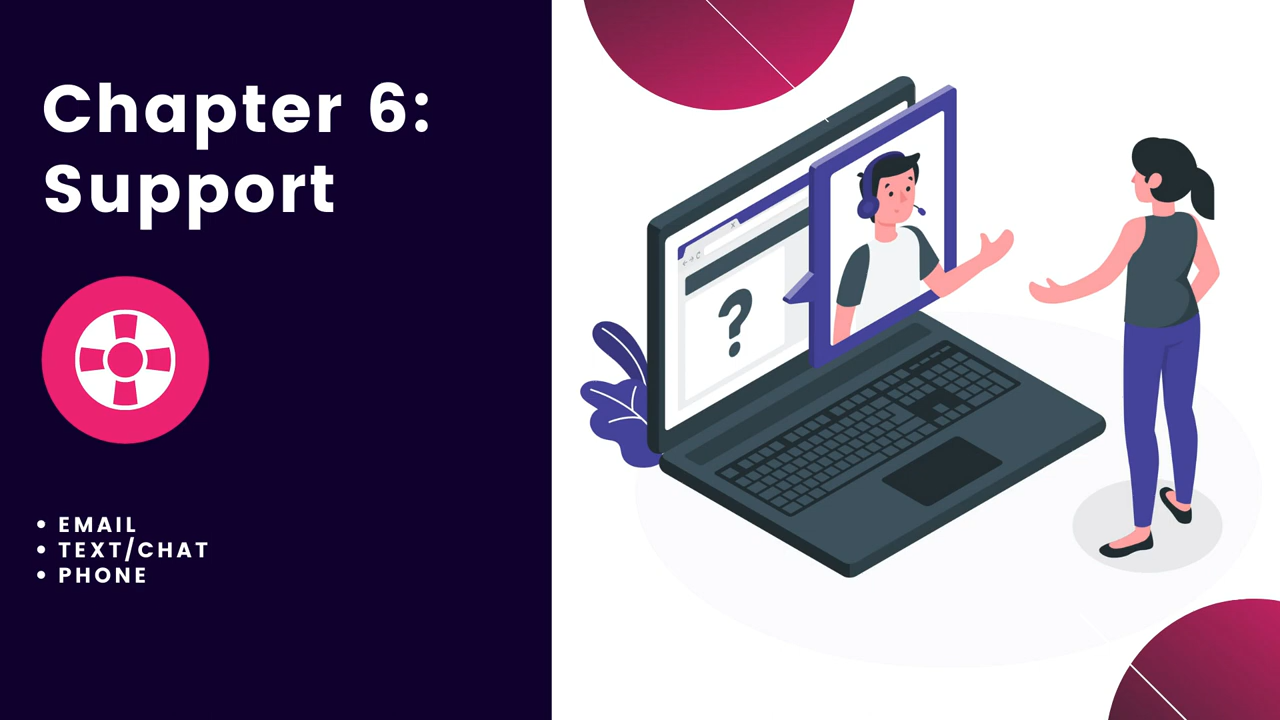 Chapter 6:
Support
• EMAIL
• TEXT/CHAT
• PHONE
?